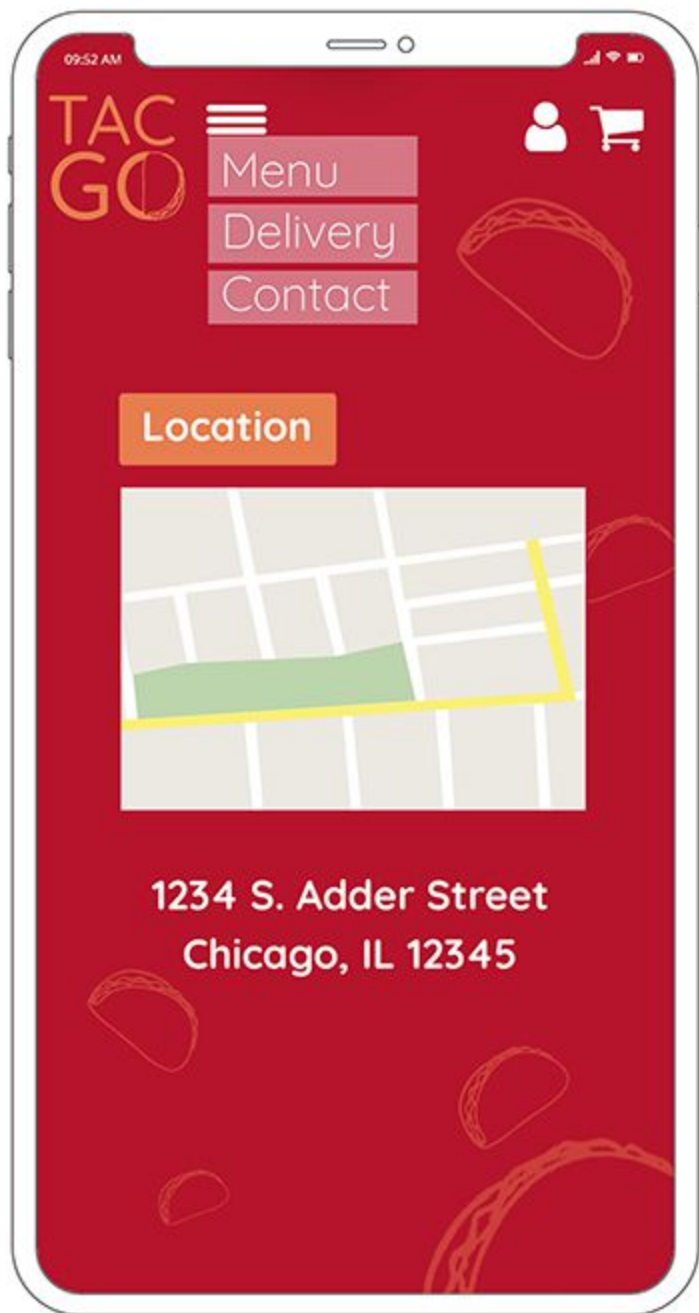 09:52 AM
TAC
GO
Menu
Delivery
Contact
Location
1234 S. Adder Street
Chicago, IL 12345